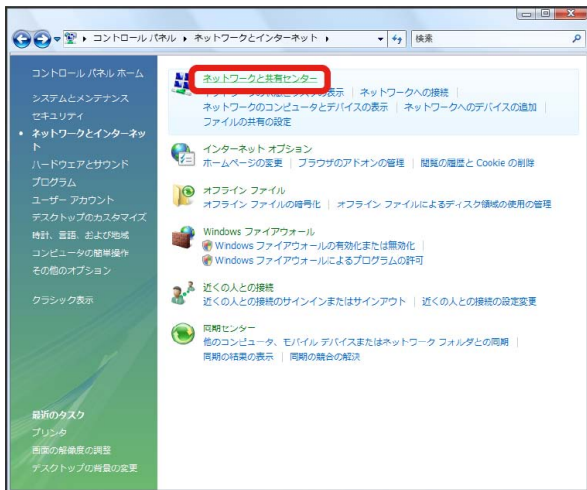 コントロール パネル ▸ ネットワークとインターネット ▸
検索
コントロール パネル ホーム
システムとメンテナンス
セキュリティ
• ネットワークとインターネッ
ト
ハードウェアとサウンド
プログラム
ユーザー アカウント
デスクトップのカスタマイズ
時計、言語、および地域
コンピュータの簡単操作
その他のオプション
クラシック表示
最近のタスク
プリンタ
画面の解像度の調整
デスクトップの背景の変更
ネットワークと共有センター
の表示 | ネットワークへの接続 |
ネットワークのコンピュータとデバイスの表示 | ネットワークへのデバイスの追加 |
ファイルの共有の設定
インターネット オプション
ホームページの変更 | ブラウザのアドオンの管理 | 閲覧の履歴と Cookie の削除
オフライン ファイル
オフライン ファイルの暗号化 | オフライン ファイルによるディスク領域の使用の管理
Windows ファイアウォール
Windows ファイアウォールの有効化または無効化 |
Windows ファイアウォールによるプログラムの許可
近くの人との接続
近くの人との接続のサインインまたはサインアウト | 近くの人との接続の設定変更
同期センター
他のコンピュータ、モバイル デバイスまたはネットワーク フォルダとの同期 |
同期の結果の表示 | 同期の競合の解決